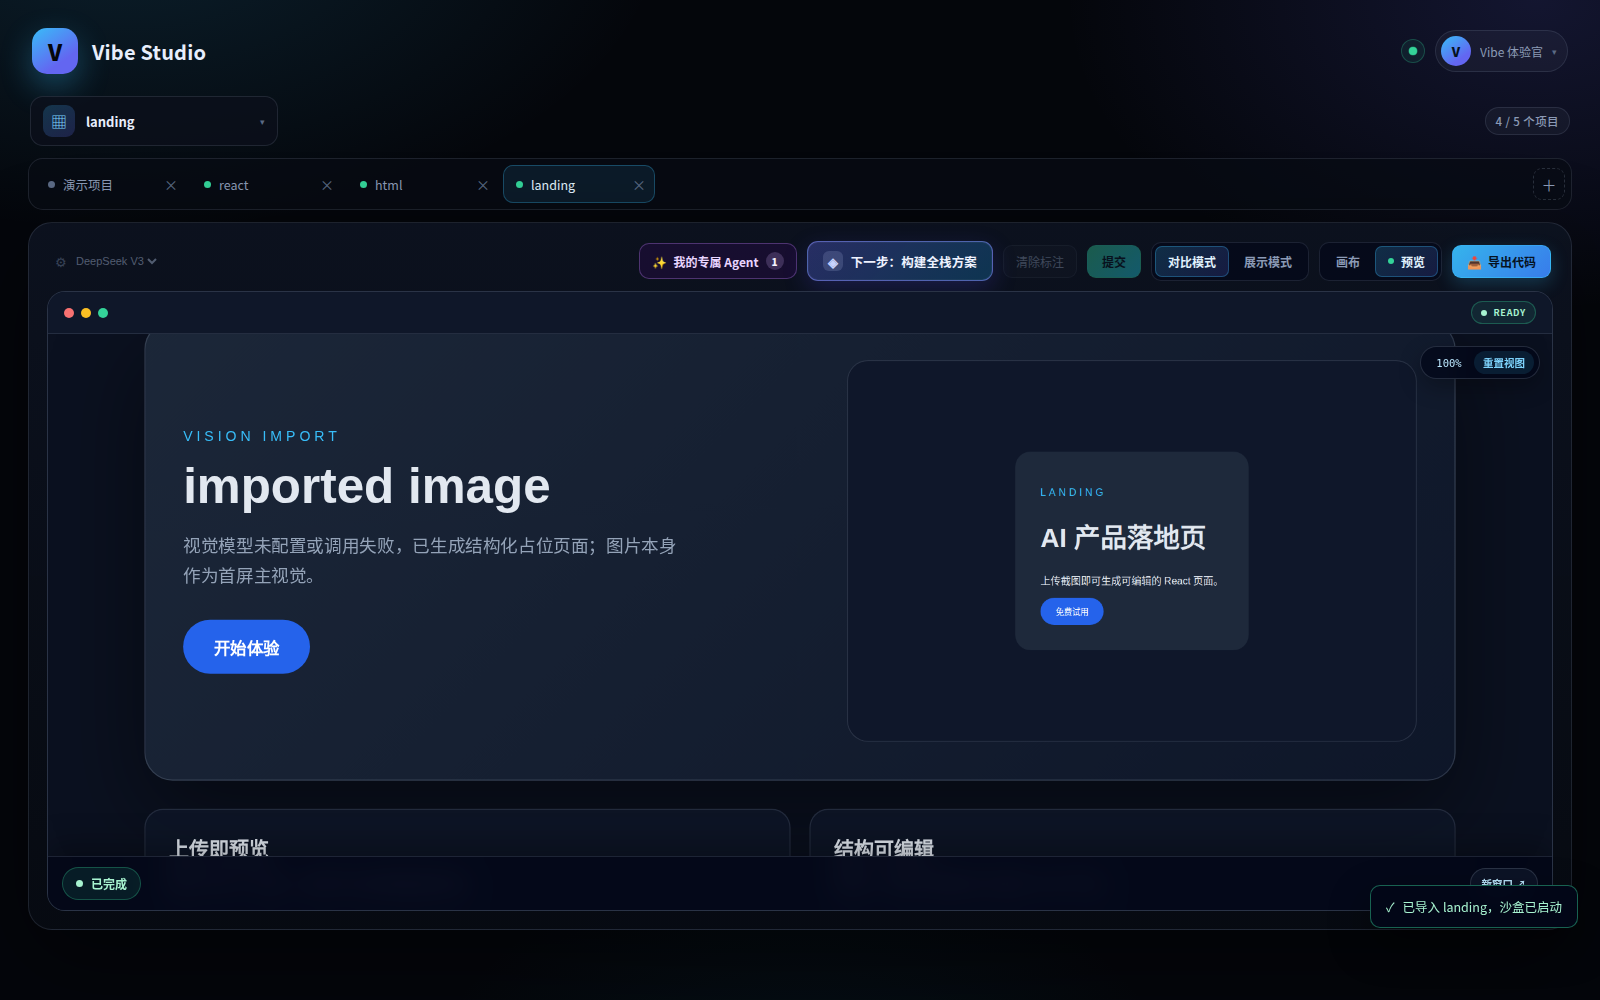 V
Vibe Studio
V
Vibe 体验官
landing
4 / 5 个项目
演示项目
react
html
landing
DeepSeek V3
我的专属 Agent 1
下一步：构建全栈方案
清除标注
提交
对比模式
展示模式
画布
预览
导出代码
READY
100%
重置视图
VISION IMPORT
imported image
视觉模型未配置或调用失败，已生成结构化占位页面；图片本身
作为首屏主视觉。
开始体验
LANDING
AI 产品落地页
上传截图即可生成可编辑的 React 页面。
免费试用
上传即预览
结构可编辑
已完成
新窗口 ↗
✓ 已导入 landing，沙盒已启动